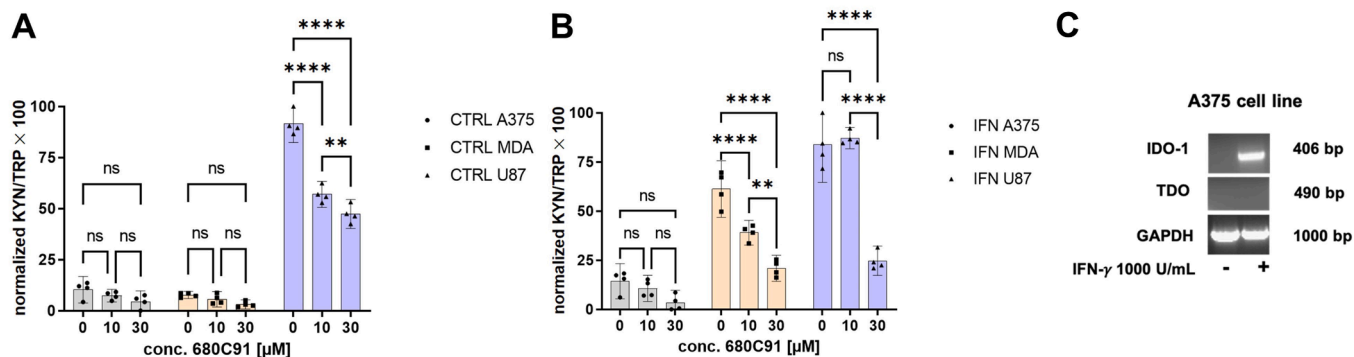 A
normalized KYN/TRP × 100
100
75
50
25
0
ns
ns
ns
ns
ns
ns
****
****
**
0
10
30
0
10
30
0
10
30
conc. 680C91 [μM]
CTRL A375
CTRL MDA
CTRL U87
B
normalized KYN/TRP × 100
100
75
50
25
0
ns
ns
ns
****
****
**
****
ns
****
0
10
30
0
10
30
0
10
30
conc. 680C91 [μM]
IFN A375
IFN MDA
IFN U87
C
A375 cell line
IDO-1
406 bp
TDO
490 bp
GAPDH
1000 bp
IFN-γ 1000 U/mL - +